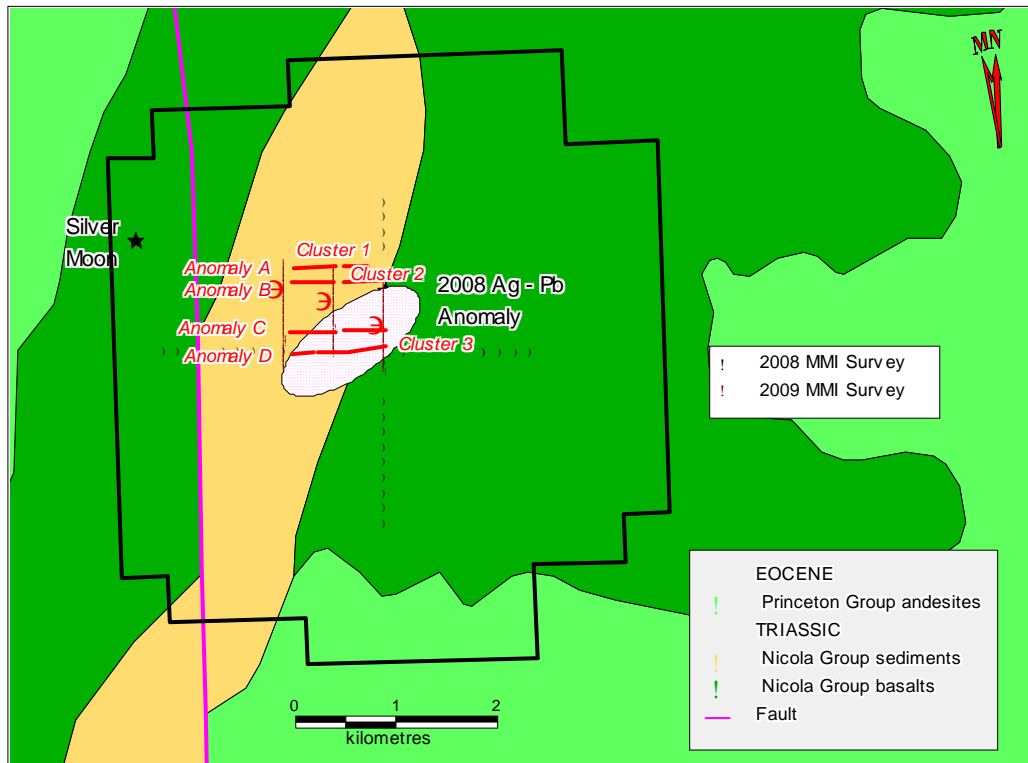 MN
Silver
Moon
Cluster 1
Anomaly A
Cluster 2
Anomaly B
2008 Ag - Pb
Anomaly
Anomaly C
Cluster 3
Anomaly D
! 2008 MMI Survey
! 2009 MMI Survey
EOCENE
! Princeton Group andesites
TRIASSIC
! Nicola Group sediments
! Nicola Group basalts
Fault
0 1 2
kilometres